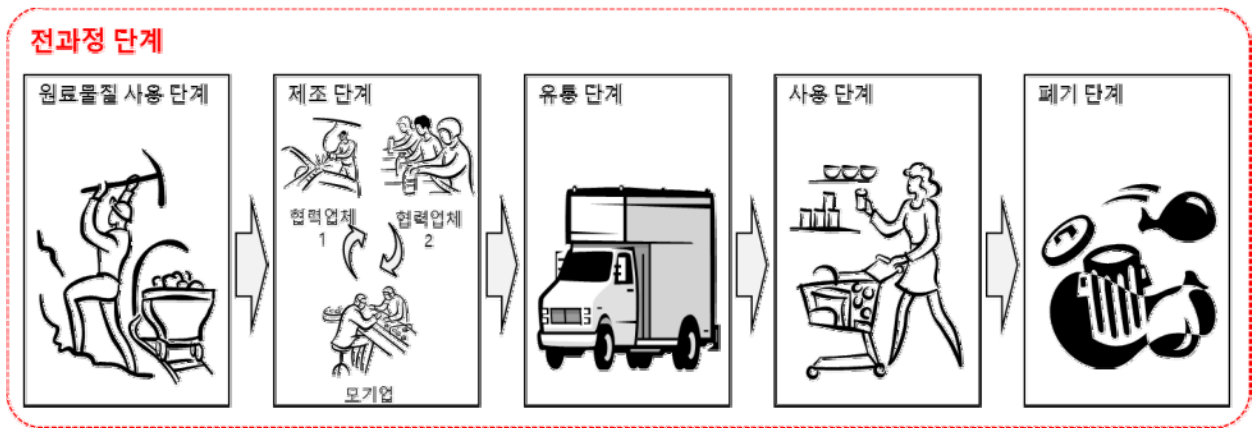 전과정 단계
원료물질 사용 단계
제조 단계
협력업체
1
협력업체
2
모기업
유통 단계
사용 단계
폐기 단계